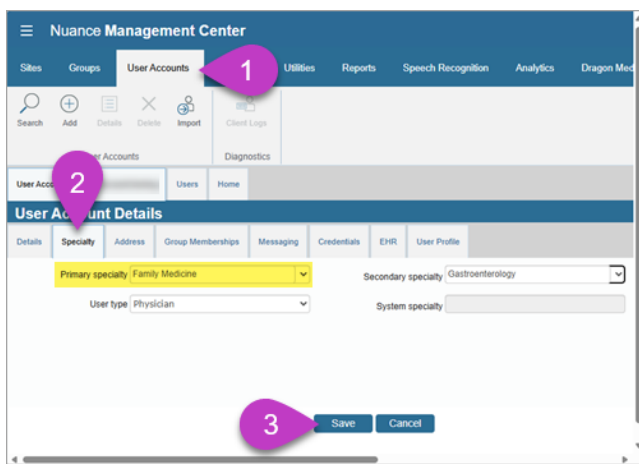 Nuance Management Center
Sites Groups User Accounts 1 Utilities Reports Speech Recognition Analytics Dragon Med
Search Add Details Delete Import Client Logs
Accounts Diagnostics
User Acco Users Home
2
User Account Details
Details Specialty Address Group Memberships Messaging Credentials EHR User Profile
Primary specialty Family Medicine Secondary specialty Gastroenterology
User type Physician System specialty
3 Save Cancel